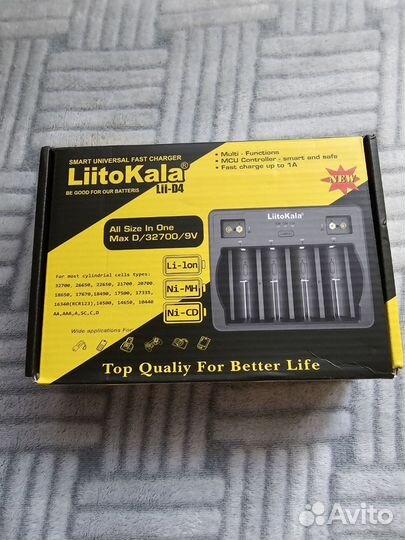 SMART UNIVERSAL FAST CHARGER
LiitoKala®
Lii-D4
BE GOOD FOR OUR BATTERIS
• Multi - Functions
• MCU Controller - smart and safe
• Fast charge up to 1A
NEW
All Size In One
Max D/32700/9V
LiitoKala®
Li-lon
Ni-MH
Ni-CD
For most cylindrial cells types:
32700, 26650, 22650, 21700, 20700,
18650, 17670,18490, 17500, 17335,
16340(RCR123),14500, 14650, 10440
AA,AAA,A,SC,C,D
Wide applications For
Top Qualiy For Better Life
Avito